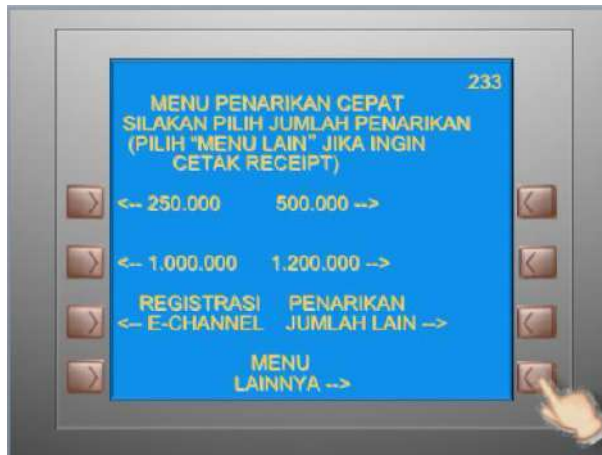 233
MENU PENARIKAN CEPAT
SILAKAN PILIH JUMLAH PENARIKAN
(PILIH "MENU LAIN" JIKA INGIN
CETAK RECEIPT)
<-- 250.000 500.000 -->
<-- 1.000.000 1.200.000 -->
REGISTRASI PENARIKAN
<-- E-CHANNEL JUMLAH LAIN -->
MENU
LAINNYA -->